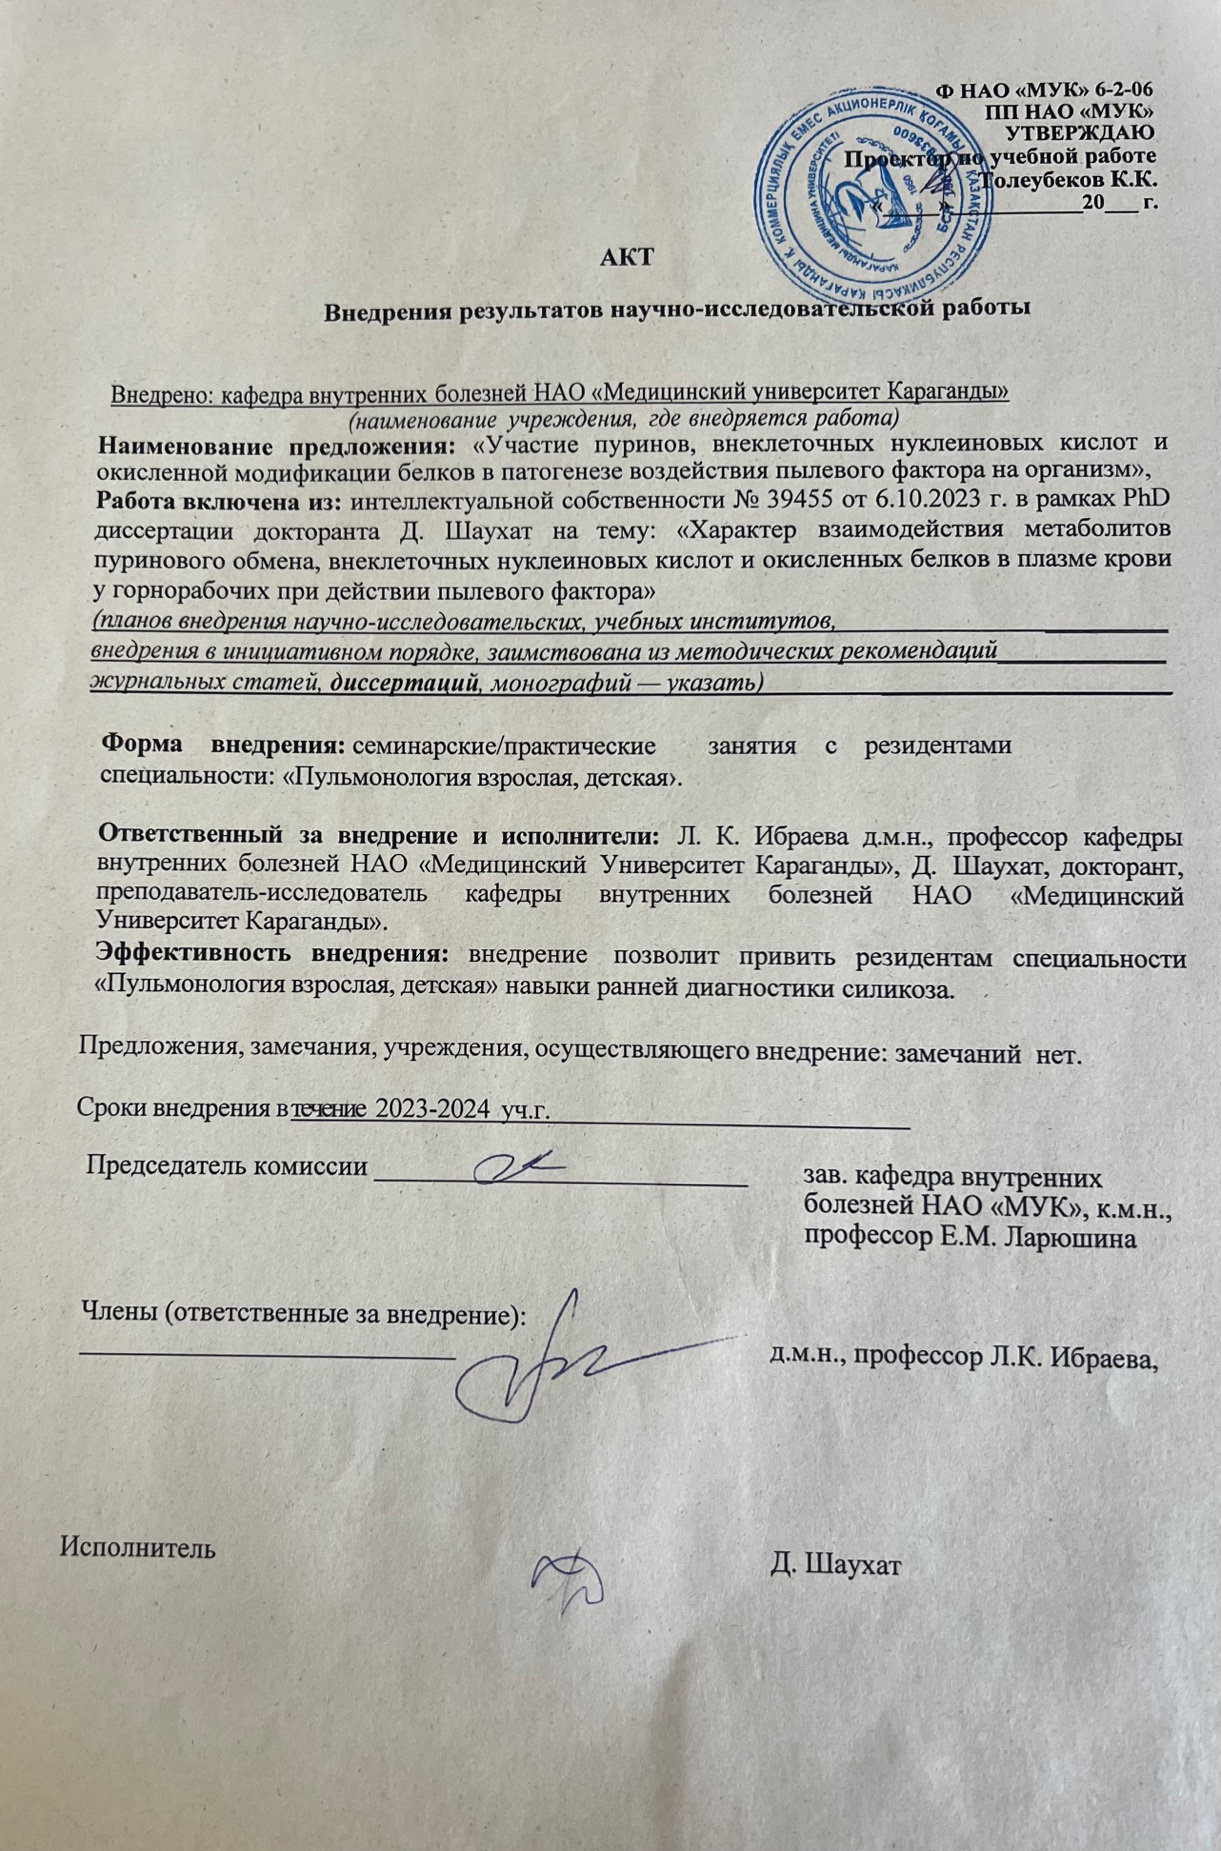 Ф НАО «МУК» 6-2-06
ПП НАО «МУК»
УТВЕРЖДАЮ
Проектор по учебной работе
Толеубеков К.К.
«____»____________20___ г.
АКТ
Внедрения результатов научно-исследовательской работы
Внедрено: кафедра внутренних болезней НАО «Медицинский университет Караганды»
(наименование учреждения, где внедряется работа)
Наименование предложения: «Участие пуринов, внеклеточных нуклеиновых кислот и
окисленной модификации белков в патогенезе воздействия пылевого фактора на организм»,
Работа включена из: интеллектуальной собственности № 39455 от 6.10.2023 г. в рамках PhD
диссертации докторанта Д. Шаухат на тему: «Характер взаимодействия метаболитов
пуринового обмена, внеклеточных нуклеиновых кислот и окисленных белков в плазме крови
у горнорабочих при действии пылевого фактора»
(планов внедрения научно-исследовательских, учебных институтов,
внедрения в инициативном порядке, заимствована из методических рекомендаций
журнальных статей, диссертаций, монографий — указать)
Форма внедрения: семинарские/практические занятия с резидентами
специальности: «Пульмонология взрослая, детская›.
Ответственный за внедрение и исполнители: Л. К. Ибраева д.м.н., профессор кафедры
внутренних болезней НАО «Медицинский Университет Караганды», Д. Шаухат, докторант,
преподаватель-исследователь кафедры внутренних болезней НАО «Медицинский
Университет Караганды».
Эффективность внедрения: внедрение позволит привить резидентам специальности
«Пульмонология взрослая, детская» навыки ранней диагностики силикоза.
Предложения, замечания, учреждения, осуществляющего внедрение: замечаний нет.
Сроки внедрения в течение 2023-2024 уч.г.
Председатель комиссии
зав. кафедра внутренних
болезней НАО «МУК», к.м.н.,
профессор Е.М. Ларюшина
Члены (ответственные за внедрение):
д.м.н., профессор Л.К. Ибраева,
Исполнитель
Д. Шаухат